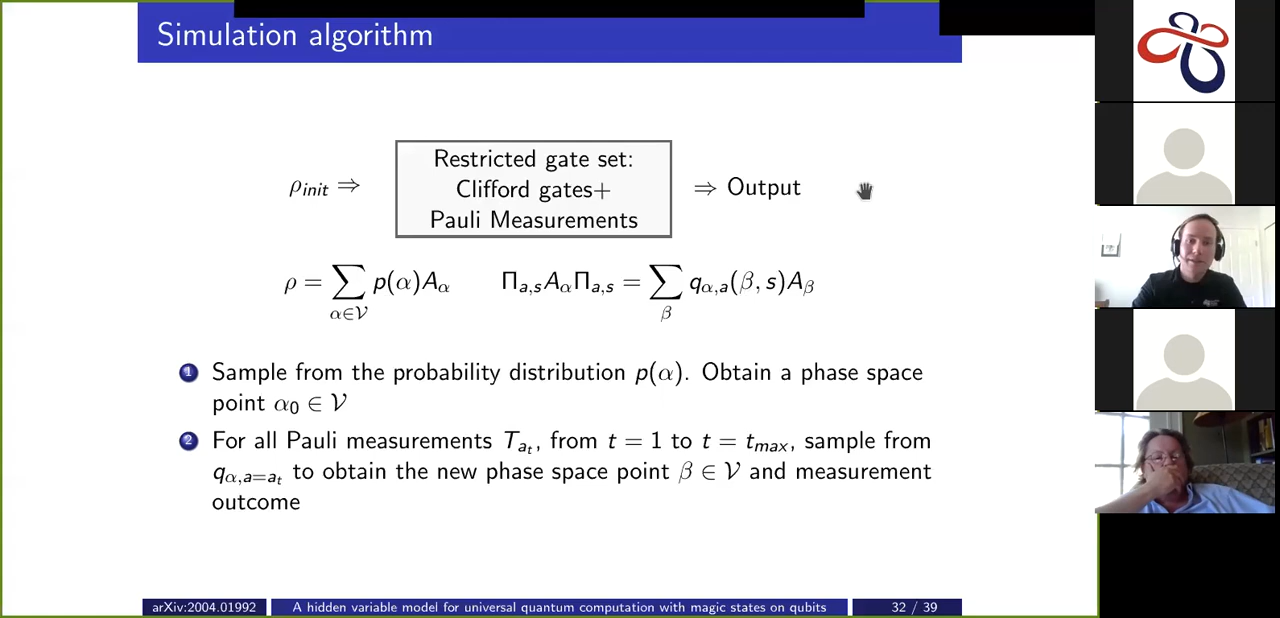 Simulation algorithm
ρ_init ⇒
Restricted gate set:
Clifford gates+
Pauli Measurements
⇒ Output
ρ = ∑_{α∈𝒱} p(α)A_α
Π_{a,s}A_αΠ_{a,s} = ∑_β q_{α,a}(β, s)A_β
1 Sample from the probability distribution p(α). Obtain a phase space
point α₀ ∈ 𝒱
2 For all Pauli measurements T_{a_t}, from t = 1 to t = t_max, sample from
q_{α,a=a_t} to obtain the new phase space point β ∈ 𝒱 and measurement
outcome
arXiv:2004.01992
A hidden variable model for universal quantum computation with magic states on qubits
32 / 39